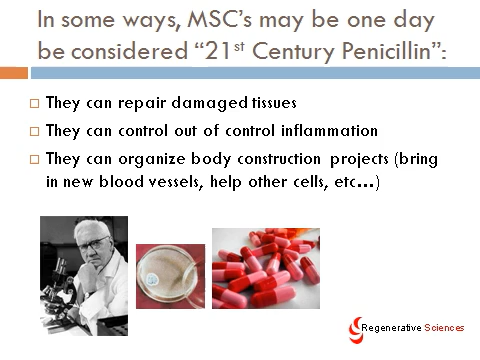 In some ways, MSC's may be one day
be considered “21st Century Penicillin”:
They can repair damaged tissues
They can control out of control inflammation
They can organize body construction projects (bring
in new blood vessels, help other cells, etc…)
Regenerative Sciences